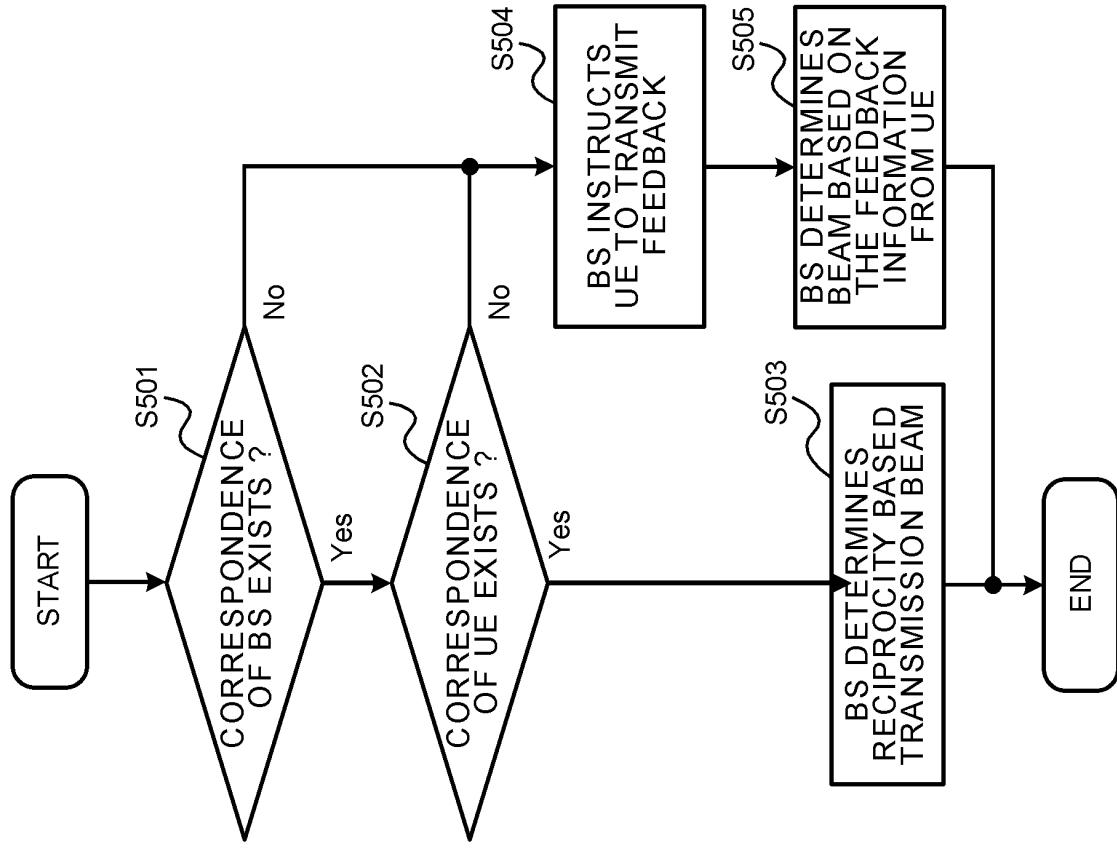 START
S501
CORRESPONDENCE
OF BS EXISTS ?
No
Yes
S502
CORRESPONDENCE
OF UE EXISTS ?
No
Yes
S503
BS DETERMINES
RECIPROCITY BASED
TRANSMISSION BEAM
S504
BS INSTRUCTS
UE TO TRANSMIT
FEEDBACK
S505
BS DETERMINES
BEAM BASED ON
THE FEEDBACK
INFORMATION
FROM UE
END